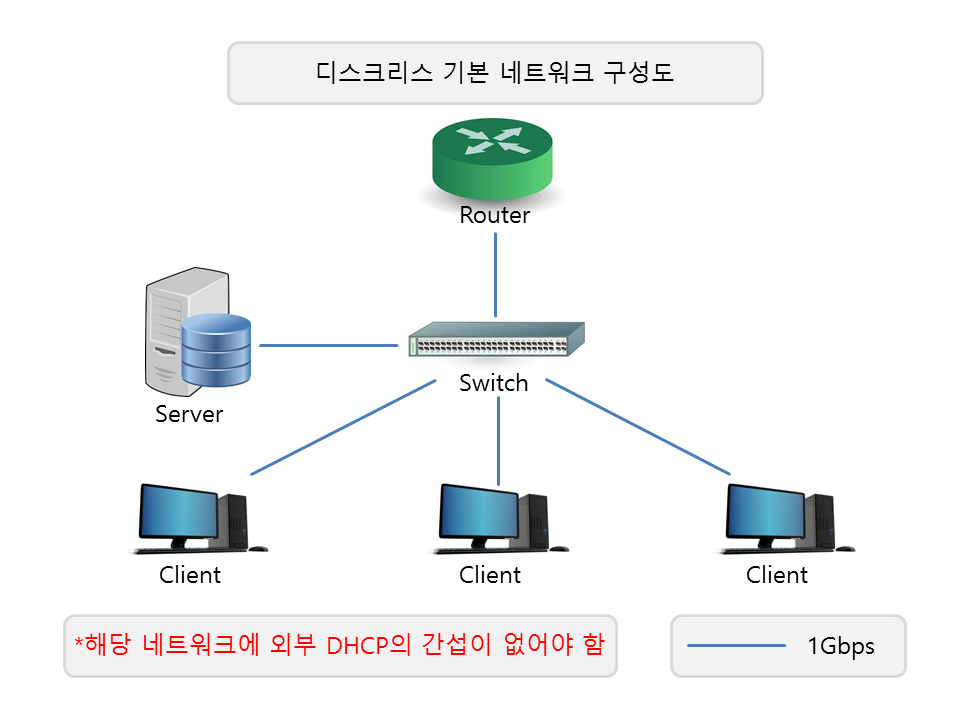 디스크리스 기본 네트워크 구성도
Router
Switch
Server
Client
Client
Client
*해당 네트워크에 외부 DHCP의 간섭이 없어야 함
1Gbps